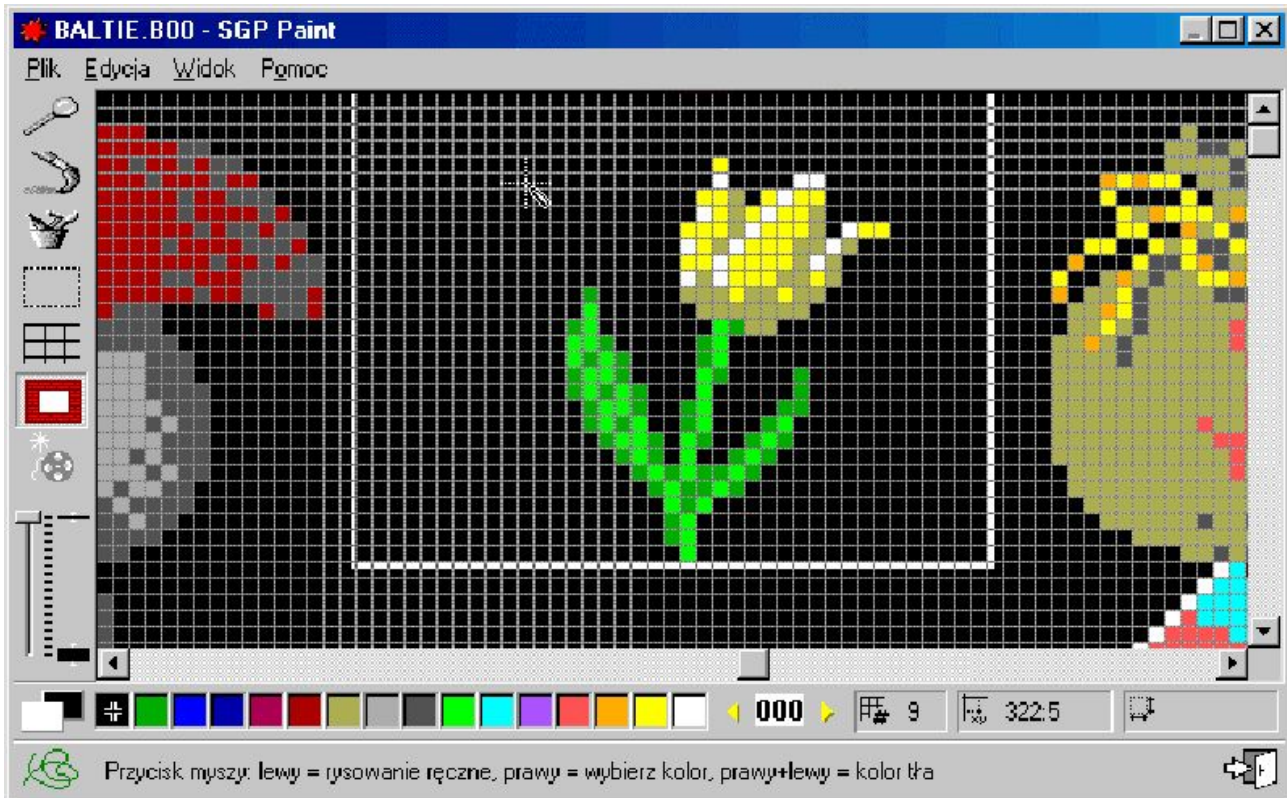 BALTIE.B00 - SGP Paint
Plik Edycja Widok Pomoc
000 9 322:5
Przycisk myszy: lewy = rysowanie ręczne, prawy = wybierz kolor, prawy+lewy = kolor tła